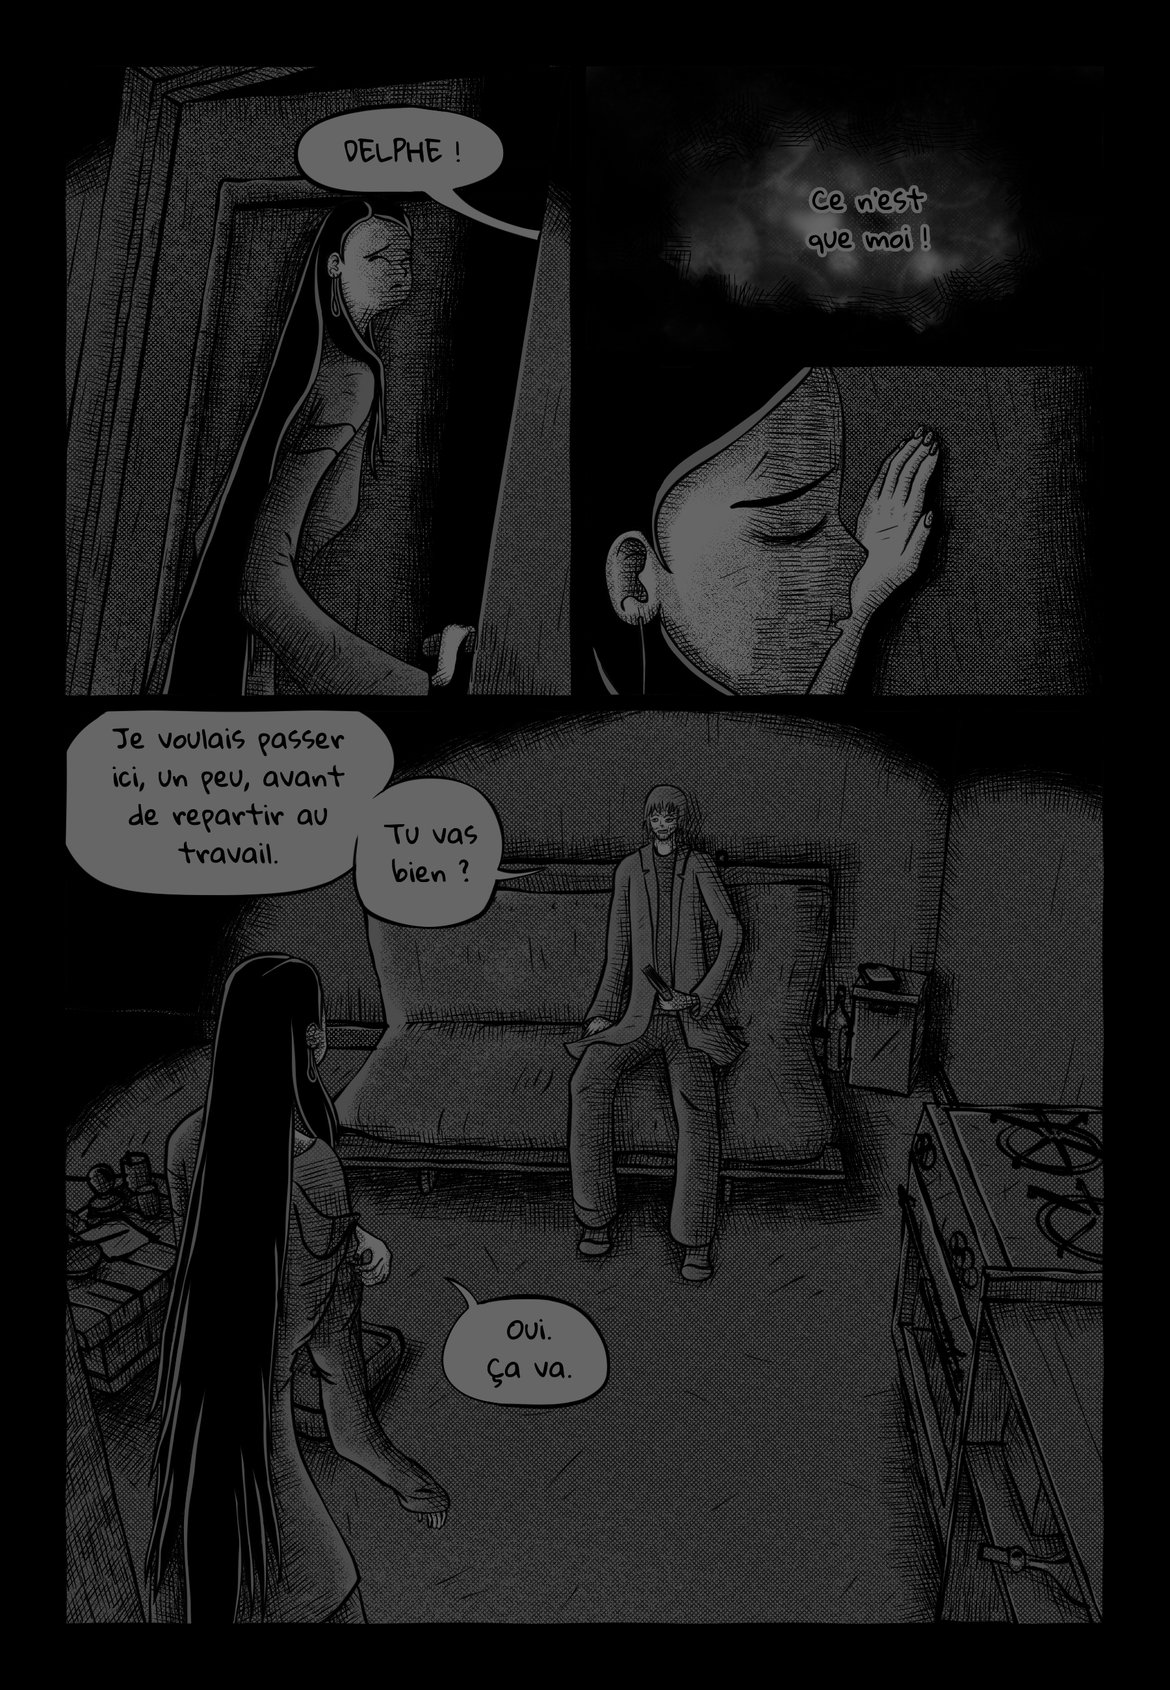 DELPHE !
Ce n'est
que moi !
Je voulais passer
ici, un peu, avant
de repartir au
travail.
Tu vas
bien ?
Oui.
Ça va.